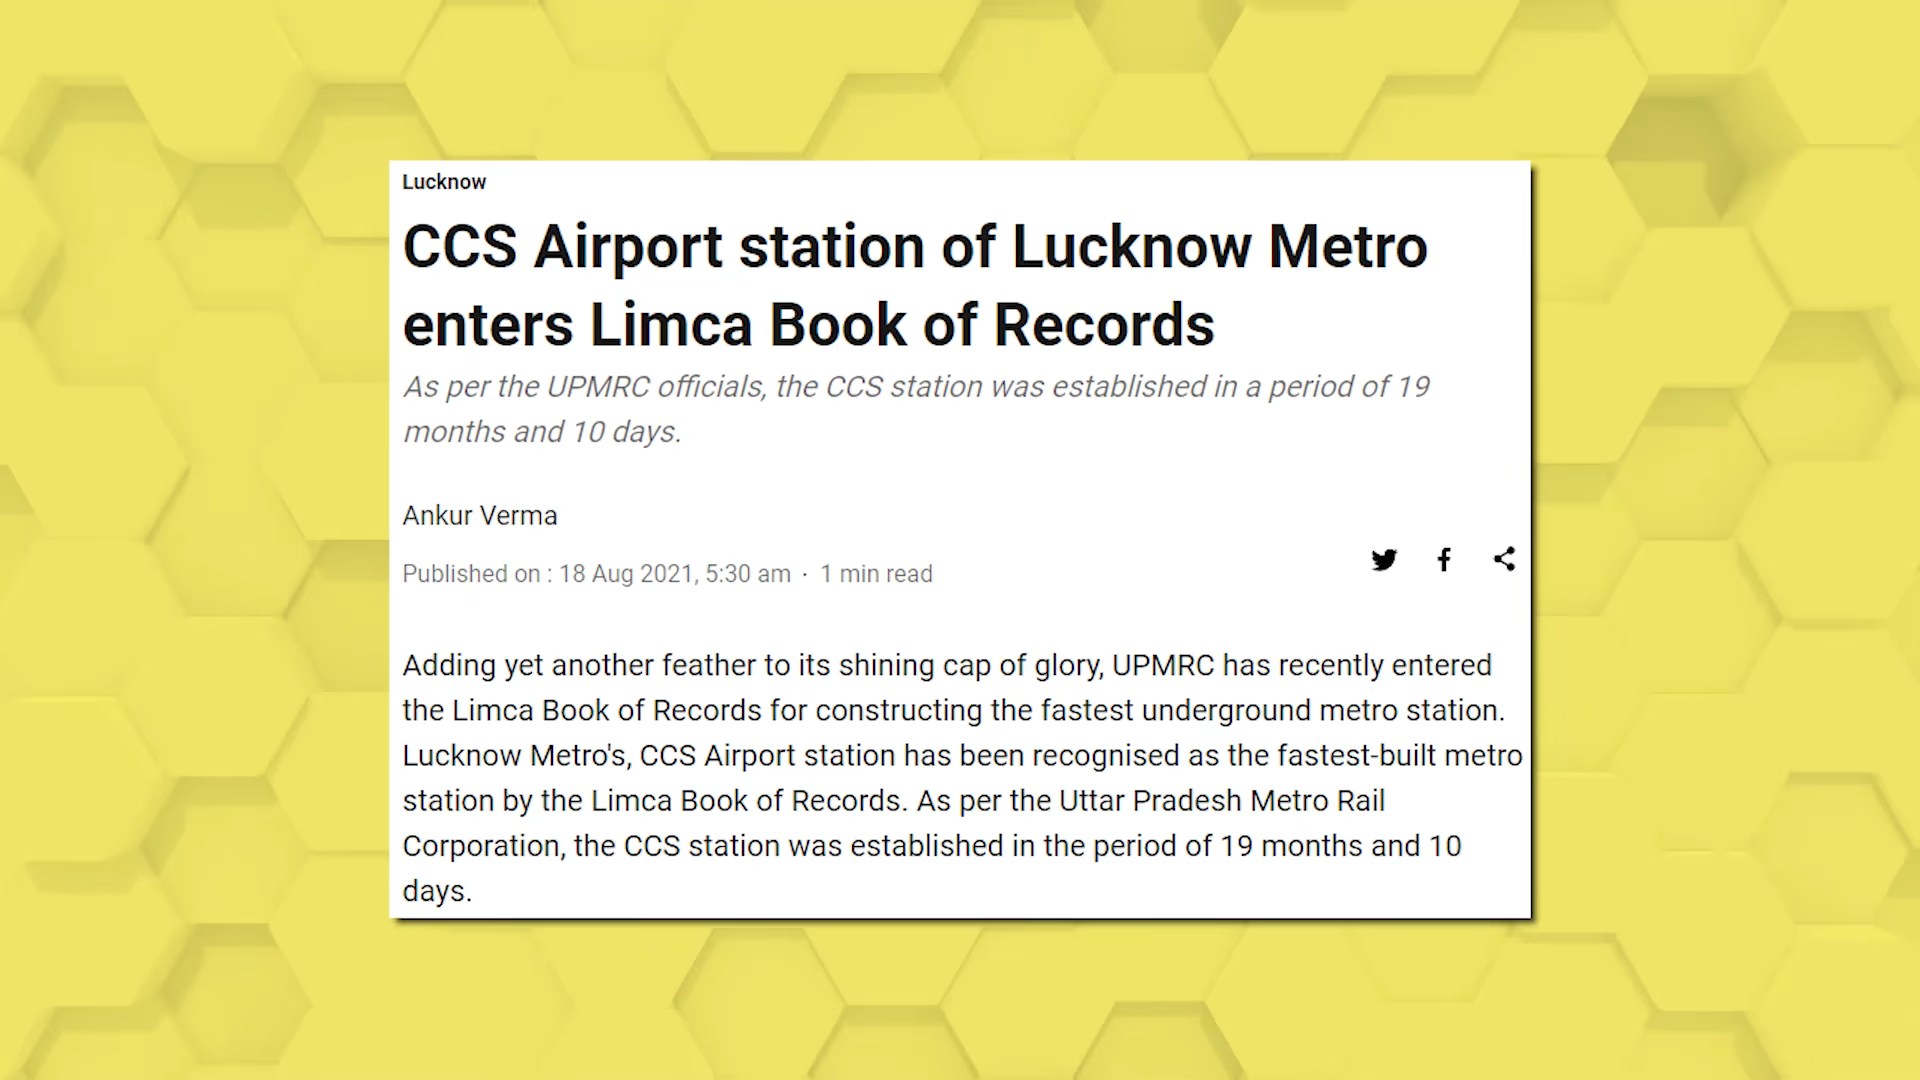 Lucknow
CCS Airport station of Lucknow Metro
enters Limca Book of Records
As per the UPMRC officials, the CCS station was established in a period of 19
months and 10 days.
Ankur Verma
Published on : 18 Aug 2021, 5:30 am · 1 min read
Adding yet another feather to its shining cap of glory, UPMRC has recently entered
the Limca Book of Records for constructing the fastest underground metro station.
Lucknow Metro's, CCS Airport station has been recognised as the fastest-built metro
station by the Limca Book of Records. As per the Uttar Pradesh Metro Rail
Corporation, the CCS station was established in the period of 19 months and 10
days.